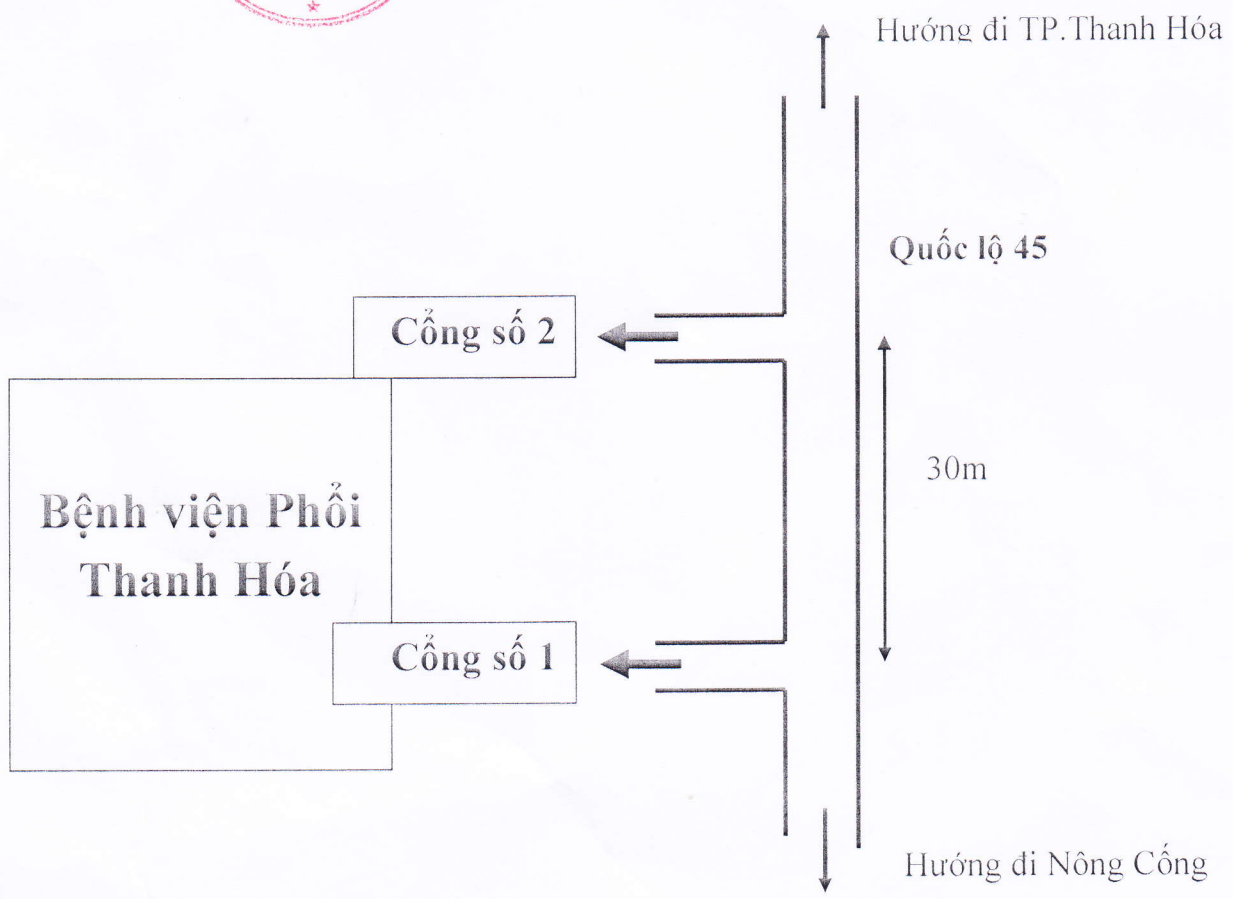 Hướng đi TP.Thanh Hóa
Quốc lộ 45
Cổng số 2
30m
Bệnh viện Phổi
Thanh Hóa
Cổng số 1
Hướng đi Nông Cống